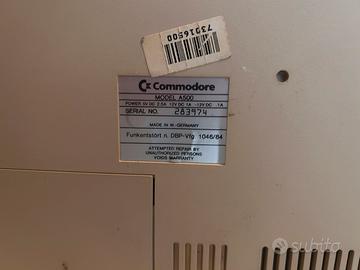 73016500
Commodore
MODEL A500
POWER 5V DC 2.5A 12V DC 1A -12V DC .1A
SERIAL NO. 283974
MADE IN W.-GERMANY
Funkentstört n. DBP-Vfg 1046/84
ATTEMPTED REPAIR BY
UNAUTHORIZED PERSONS
VOIDS WARRANTY
subito